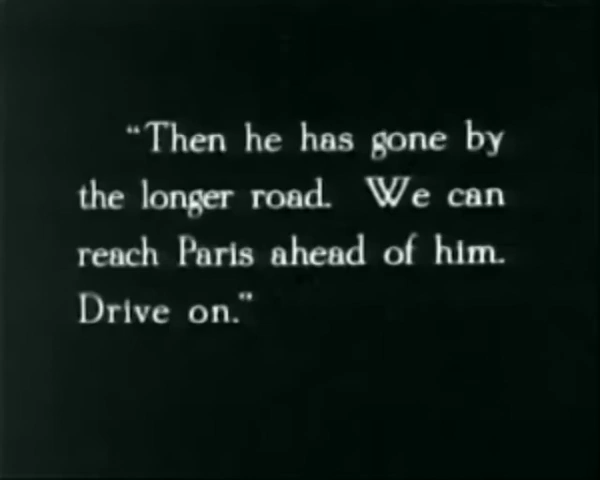 “Then he has gone by
the longer road. We can
reach Paris ahead of him.
Drive on.”